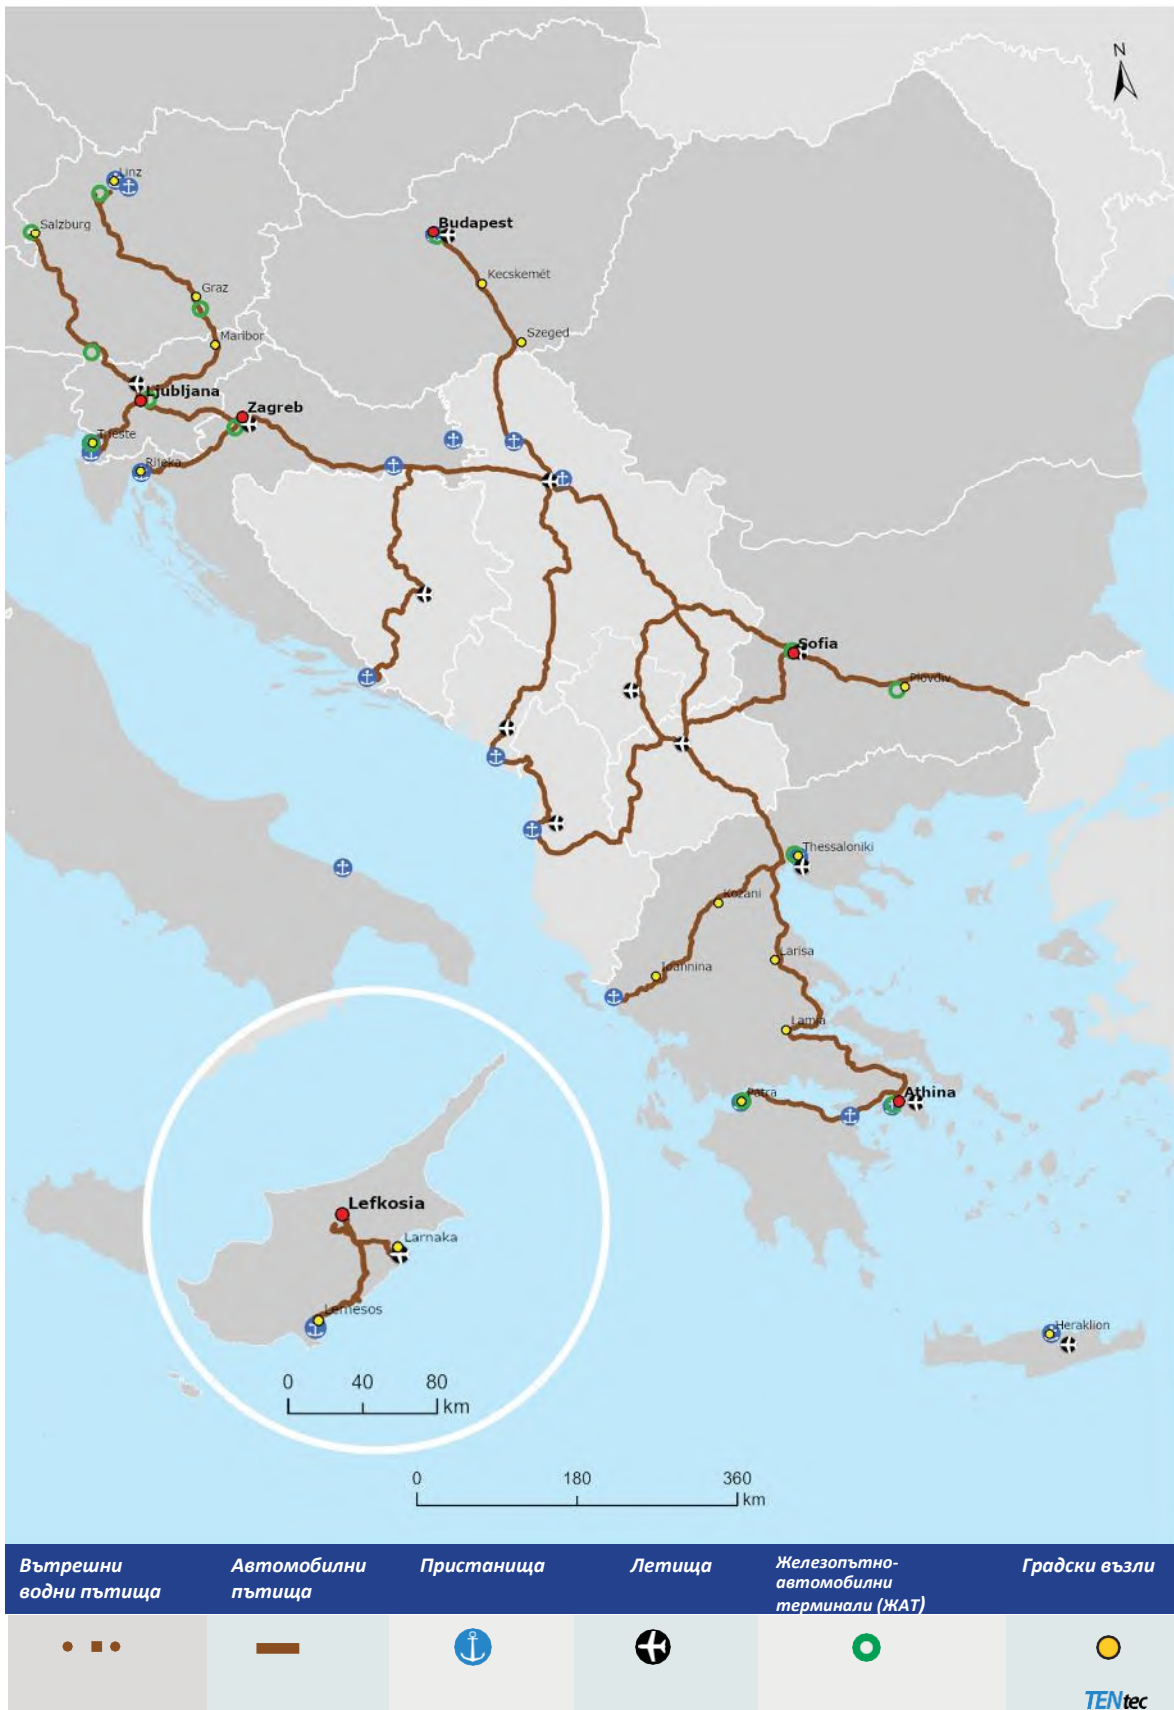 N
Linz
Salzburg
Budapest
Kecskemét
Graz
Szeged
Maribor
Ljubljana
Zagreb
Trieste
Rijeka
Sofia
Plovdiv
Thessaloniki
Kozani
Larisa
Ioannina
Lamia
Patra
Athina
Lefkosia
Larnaka
Lemesos
Heraklion
0 40 80
km
0 180 360
km
Вътрешни
водни пътища
Автомобилни
пътища
Пристанища
Летища
Железопътно-
автомобилни
терминали (ЖАТ)
Градски възли
TENtec